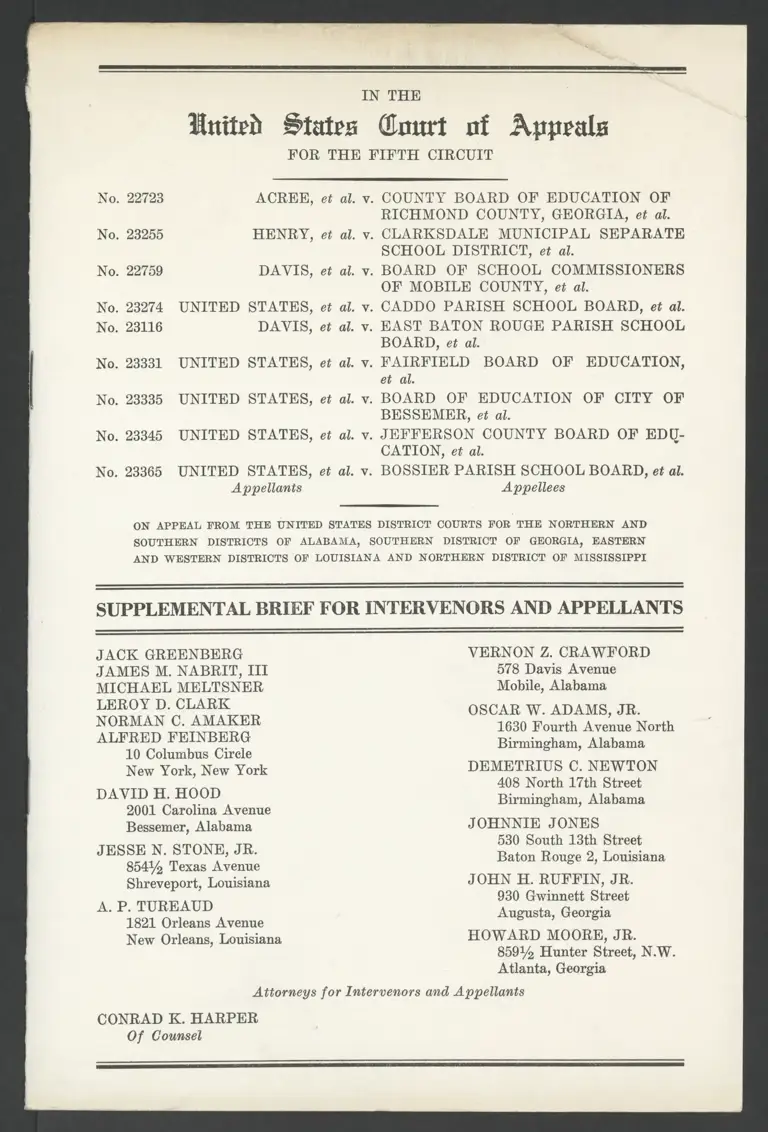 IN THE
United States Court of Appeals
FOR THE FIFTH CIRCUIT
No. 22723 ACREE, et al. v. COUNTY BOARD OF EDUCATION OF
RICHMOND COUNTY, GEORGIA, et al.
No. 23255 HENRY, et al. v. CLARKSDALE MUNICIPAL SEPARATE
SCHOOL DISTRICT, et al.
No. 22759 DAVIS, et al. v. BOARD OF SCHOOL COMMISSIONERS
OF MOBILE COUNTY, et al.
No. 23274 UNITED STATES, et al. v. CADDO PARISH SCHOOL BOARD, et al.
No. 23116 DAVIS, et al. v. EAST BATON ROUGE PARISH SCHOOL
BOARD, et al.
No. 23331 UNITED STATES, et al. v. FAIRFIELD BOARD OF EDUCATION,
et al.
No. 23335 UNITED STATES, et al. v. BOARD OF EDUCATION OF CITY OF
BESSEMER, et al.
No. 23345 UNITED STATES, et al. v. JEFFERSON COUNTY BOARD OF EDU-
CATION, et al.
No. 23365 UNITED STATES, et al. v. BOSSIER PARISH SCHOOL BOARD, et al.
Appellants Appellees
ON APPEAL FROM THE UNITED STATES DISTRICT COURTS FOR THE NORTHERN AND
SOUTHERN DISTRICTS OF ALABAMA, SOUTHERN DISTRICT OF GEORGIA, EASTERN
AND WESTERN DISTRICTS OF LOUISIANA AND NORTHERN DISTRICT OF MISSISSIPPI
SUPPLEMENTAL BRIEF FOR INTERVENORS AND APPELLANTS
JACK GREENBERG
JAMES M. NABRIT, III
MICHAEL MELTSNER
LEROY D. CLARK
NORMAN C. AMAKER
ALFRED FEINBERG
10 Columbus Circle
New York, New York
DAVID H. HOOD
2001 Carolina Avenue
Bessemer, Alabama
JESSE N. STONE, JR.
854½ Texas Avenue
Shreveport, Louisiana
A. P. TUREAUD
1821 Orleans Avenue
New Orleans, Louisiana
VERNON Z. CRAWFORD
578 Davis Avenue
Mobile, Alabama
OSCAR W. ADAMS, JR.
1630 Fourth Avenue North
Birmingham, Alabama
DEMETRIUS C. NEWTON
408 North 17th Street
Birmingham, Alabama
JOHNNIE JONES
530 South 13th Street
Baton Rouge 2, Louisiana
JOHN H. RUFFIN, JR.
930 Gwinnett Street
Augusta, Georgia
HOWARD MOORE, JR.
859½ Hunter Street, N.W.
Atlanta, Georgia
Attorneys for Intervenors and Appellants
CONRAD K. HARPER
Of Counsel